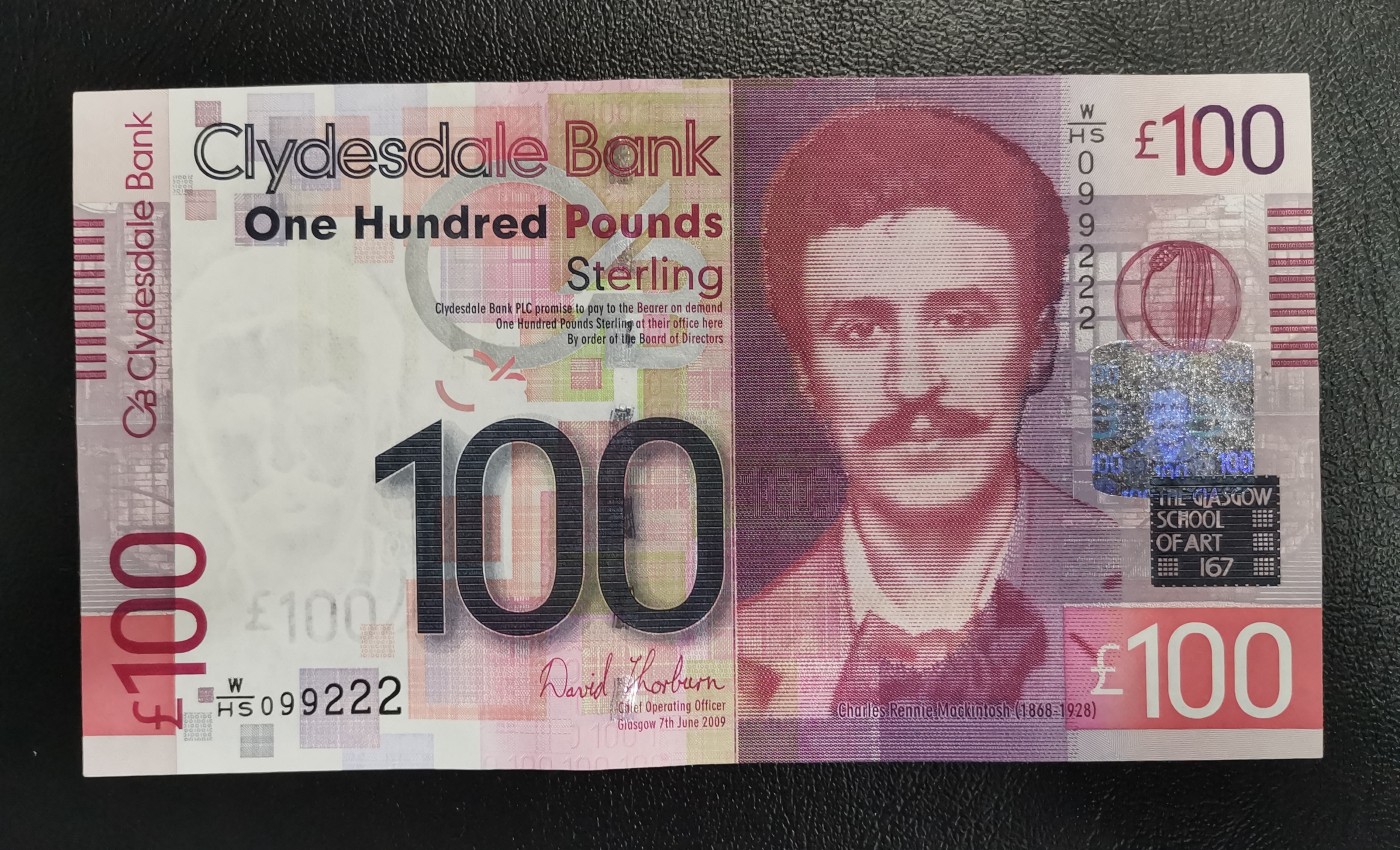 C/B Clydesdale Bank
£100
Clydesdale Bank
One Hundred Pounds
Sterling
Clydesdale Bank PLC promise to pay to the Bearer on demand
One Hundred Pounds Sterling at their office here
By order of the Board of Directors
100
£100
David Thorburn
Chief Operating Officer
Glasgow 7th June 2009
W/HS 099222
Charles Rennie Mackintosh (1868-1928)
W/HS 099222
£100
100
THE GLASGOW
SCHOOL
OF ART
167
£100